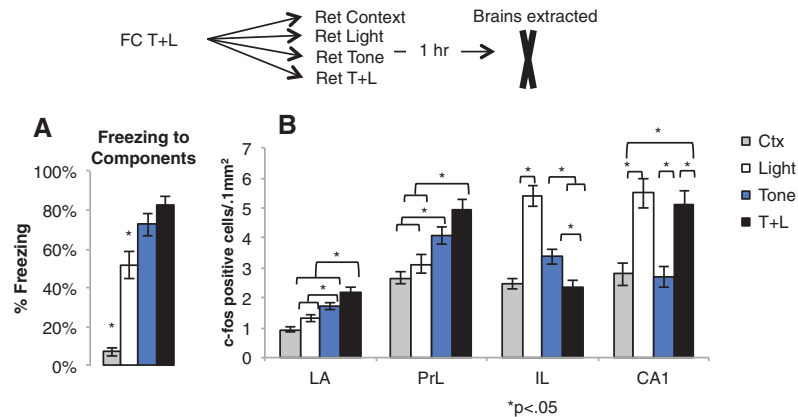 FC T+L
Ret Context
Ret Light
Ret Tone
Ret T+L
1 hr
Brains extracted
A
Freezing to
Components
% Freezing
100%
80%
60%
40%
20%
0%
*
*
B
c-fos positive cells/.1mm2
7
6
5
4
3
2
1
0
*
*
*
*
*
*
*
*
*
*
*
*
LA
PrL
IL
CA1
*p<.05
Ctx
Light
Tone
T+L